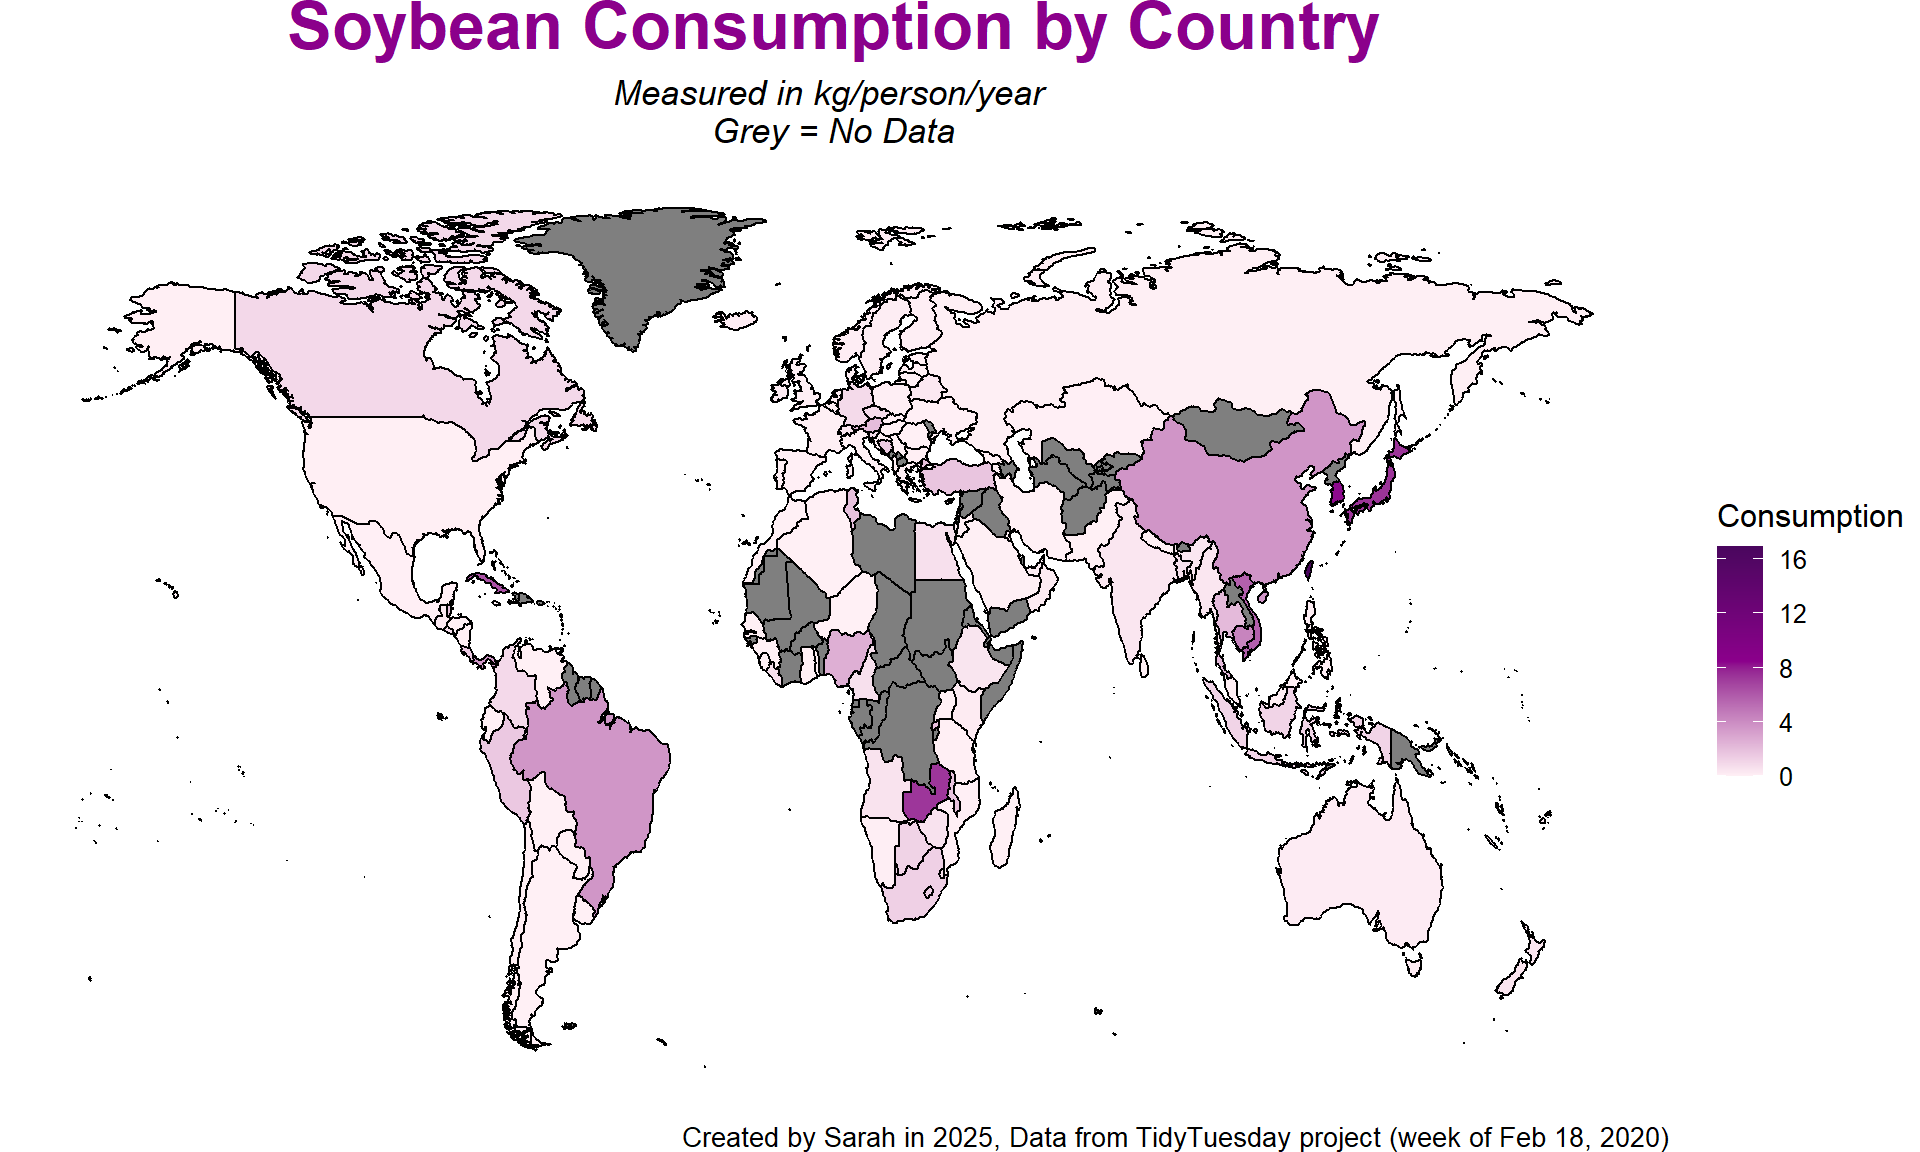 Soybean Consumption by Country
Measured in kg/person/year
Grey = No Data
Consumption
16
12
8
4
0
Created by Sarah in 2025, Data from TidyTuesday project (week of Feb 18, 2020)